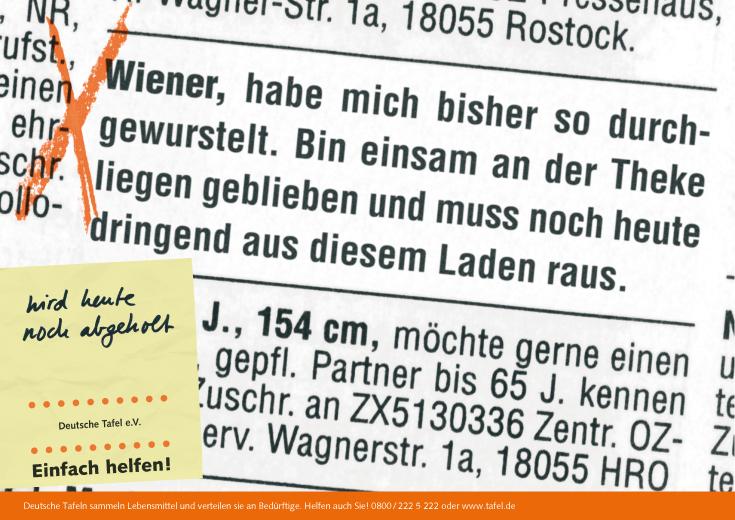 NR,
Wagner-Str. 1a, 18055 Rostock.
einen
ehr-
schr.
Wiener, habe mich bisher so durch-
gewurstelt. Bin einsam an der Theke
liegen geblieben und muss noch heute
dringend aus diesem Laden raus.
J., 154 cm, möchte gerne einen
gepfl. Partner bis 65 J. kennen
Zuschr. an ZX5130336 Zentr. OZ-
erv. Wagnerstr. 1a, 18055 HRO
wird heute
noch abgeholt
Deutsche Tafel e.V.
Einfach helfen!
Deutsche Tafeln sammeln Lebensmittel und verteilen sie an Bedürftige. Helfen auch Sie! 0800/222 5 222 oder www.tafel.de